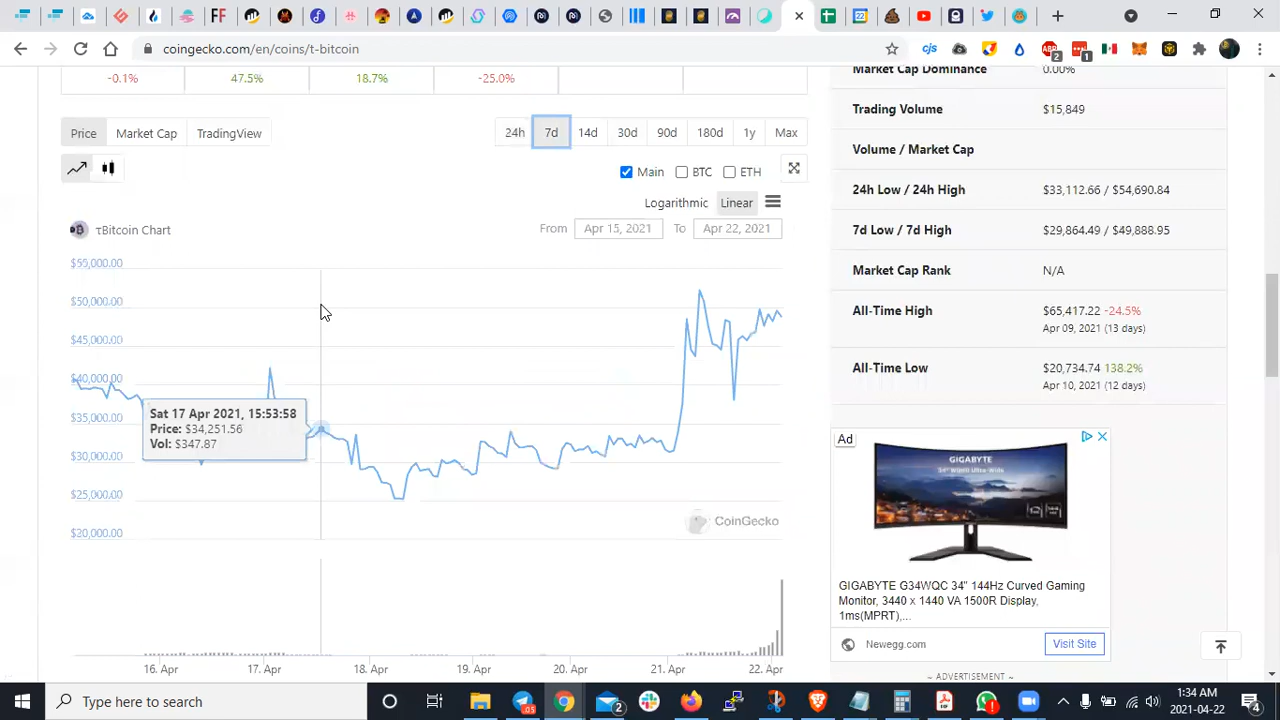 coingecko.com/en/coins/t-bitcoin
-0.1% 47.5% 18.7% -25.0%
Price Market Cap TradingView
24h 7d 14d 30d 90d 180d 1y Max
Main BTC ETH
Logarithmic Linear
τBitcoin Chart
From Apr 15, 2021 To Apr 22, 2021
$55,000.00
$50,000.00
$45,000.00
$40,000.00
$35,000.00
$30,000.00
$25,000.00
$20,000.00
Sat 17 Apr 2021, 15:53:58
Price: $34,251.56
Vol: $347.87
CoinGecko
16. Apr 17. Apr 18. Apr 19. Apr 20. Apr 21. Apr 22. Apr
Market Cap Dominance 0.00%
Trading Volume $15,849
Volume / Market Cap
24h Low / 24h High $33,112.66 / $54,690.84
7d Low / 7d High $29,864.49 / $49,888.95
Market Cap Rank N/A
All-Time High $65,417.22 -24.5%
Apr 09, 2021 (13 days)
All-Time Low $20,734.74 138.2%
Apr 10, 2021 (12 days)
Ad
GIGABYTE
GIGABYTE G34WQC 34" 144Hz Curved Gaming
Monitor, 3440 x 1440 VA 1500R Display,
1ms(MPRT),...
Newegg.com Visit Site
~ ADVERTISEMENT ~
Type here to search
1:34 AM
2021-04-22